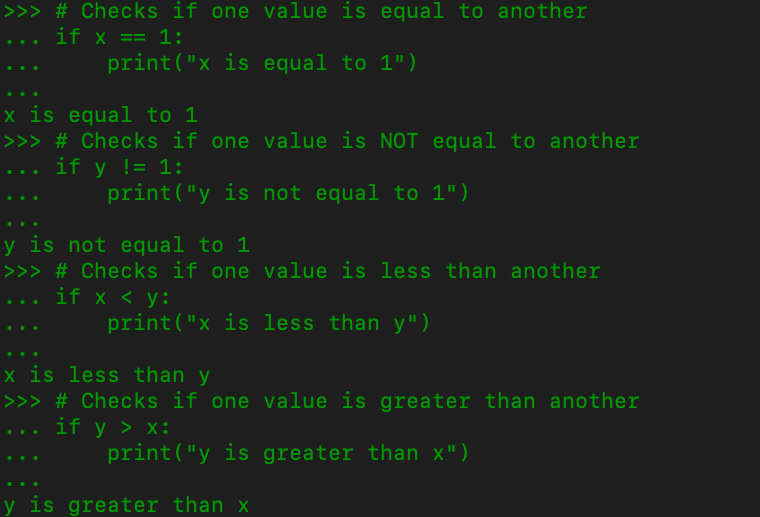 >>> # Checks if one value is equal to another
... if x == 1:
...     print("x is equal to 1")
...
x is equal to 1
>>> # Checks if one value is NOT equal to another
... if y != 1:
...     print("y is not equal to 1")
...
y is not equal to 1
>>> # Checks if one value is less than another
... if x < y:
...     print("x is less than y")
...
x is less than y
>>> # Checks if one value is greater than another
... if y > x:
...     print("y is greater than x")
...
y is greater than x